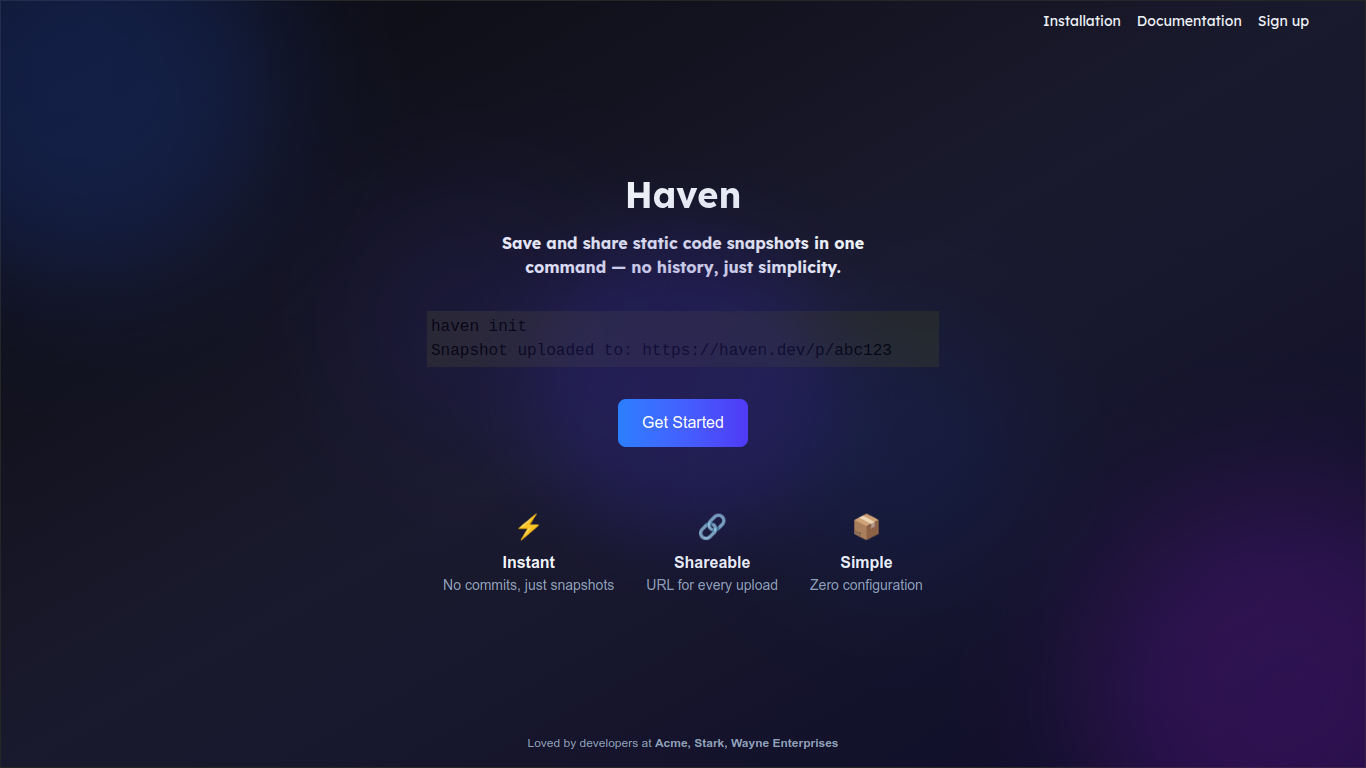 Installation Documentation Sign up
Haven
Save and share static code snapshots in one
command — no history, just simplicity.
haven init
Snapshot uploaded to: https://haven.dev/p/abc123
Get Started
Instant Shareable Simple
No commits, just snapshots URL for every upload Zero configuration
Loved by developers at Acme, Stark, Wayne Enterprises